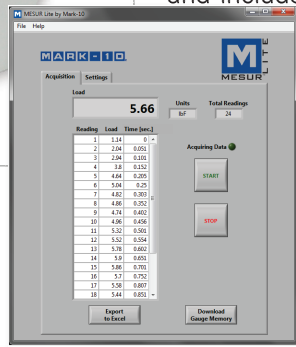 and include
MESUR Lite by Mark-10
File Help
MARK-10
M
MESUR
LITE
Acquisition Settings
Load
5.66
Units
lbF
Total Readings
24
Reading Load Time [sec.]
1 1.14 0
2 2.04 0.051
3 2.94 0.101
4 3.8 0.152
5 4.64 0.205
6 5.04 0.25
7 4.82 0.303
8 4.86 0.352
9 4.74 0.402
10 4.96 0.456
11 5.32 0.501
12 5.52 0.554
13 5.78 0.602
14 5.9 0.651
15 5.86 0.701
16 5.7 0.752
17 5.58 0.807
18 5.44 0.851
Acquiring Data
START
STOP
Export
to Excel
Download
Gauge Memory